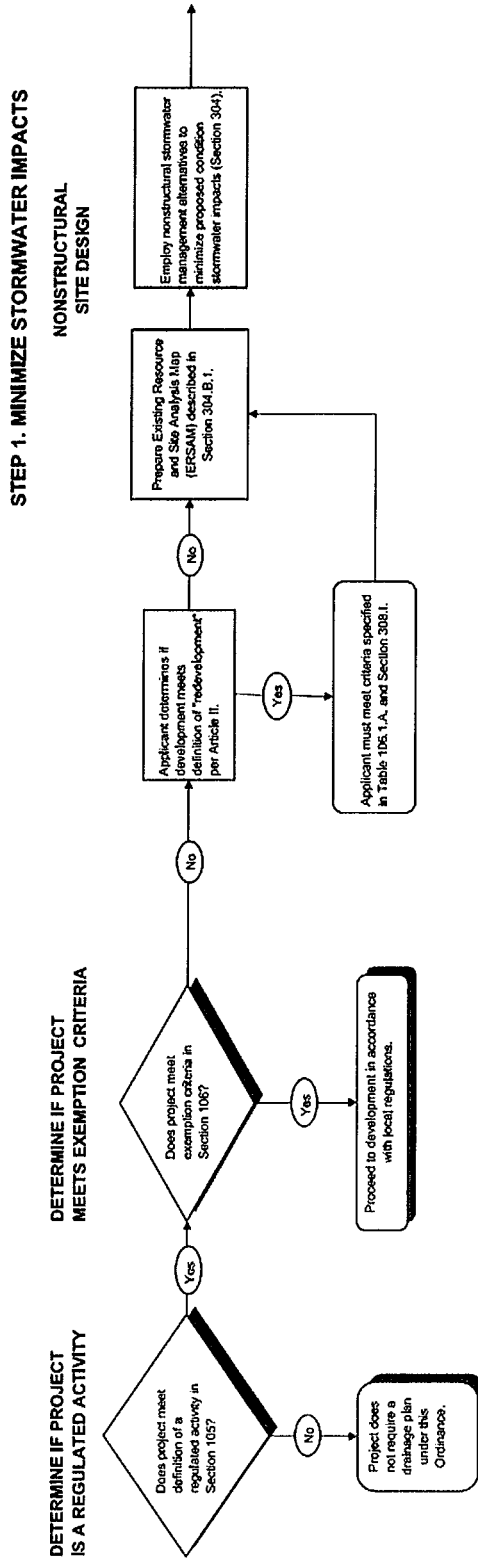 STEP 1. MINIMIZE STORMWATER IMPACTS
DETERMINE IF PROJECT
IS A REGULATED ACTIVITY
Does project meet
definition of a
regulated activity in
Section 105?
No
Project does
not require a
drainage plan
under this
Ordinance.
Yes
DETERMINE IF PROJECT
MEETS EXEMPTION CRITERIA
Does project meet
exemption criteria in
Section 106?
Yes
Proceed to development in accordance
with local regulations.
No
Applicant determines if
development meets
definition of "redevelopment"
per Article II.
Yes
Applicant must meet criteria specified
in Table 106.1.A. and Section 308.I.
No
NONSTRUCTURAL
SITE DESIGN
Prepare Existing Resource
and Site Analysis Map
(ERSAM) described in
Section 304.B.1.
Employ nonstructural stormwater
management alternatives to
minimize proposed condition
stormwater impacts (Section 304).